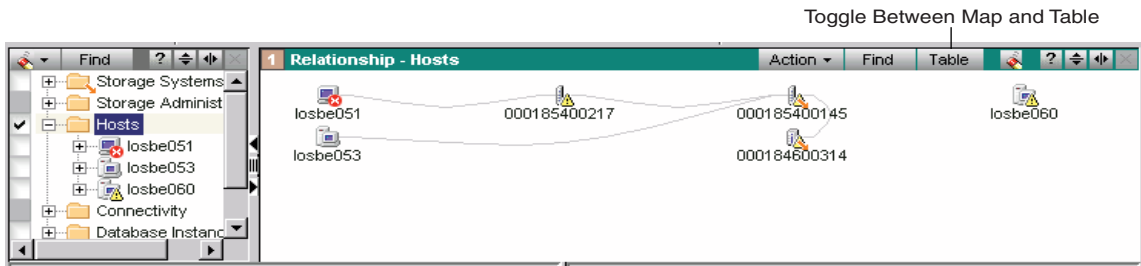 Toggle Between Map and Table
Find ?
Storage Systems
Storage Administ
Hosts
losbe051
losbe053
losbe060
Connectivity
Database Instanc
1 Relationship - Hosts Action Find Table ?
losbe051 000185400217 000185400145 losbe060
losbe053 000184600314